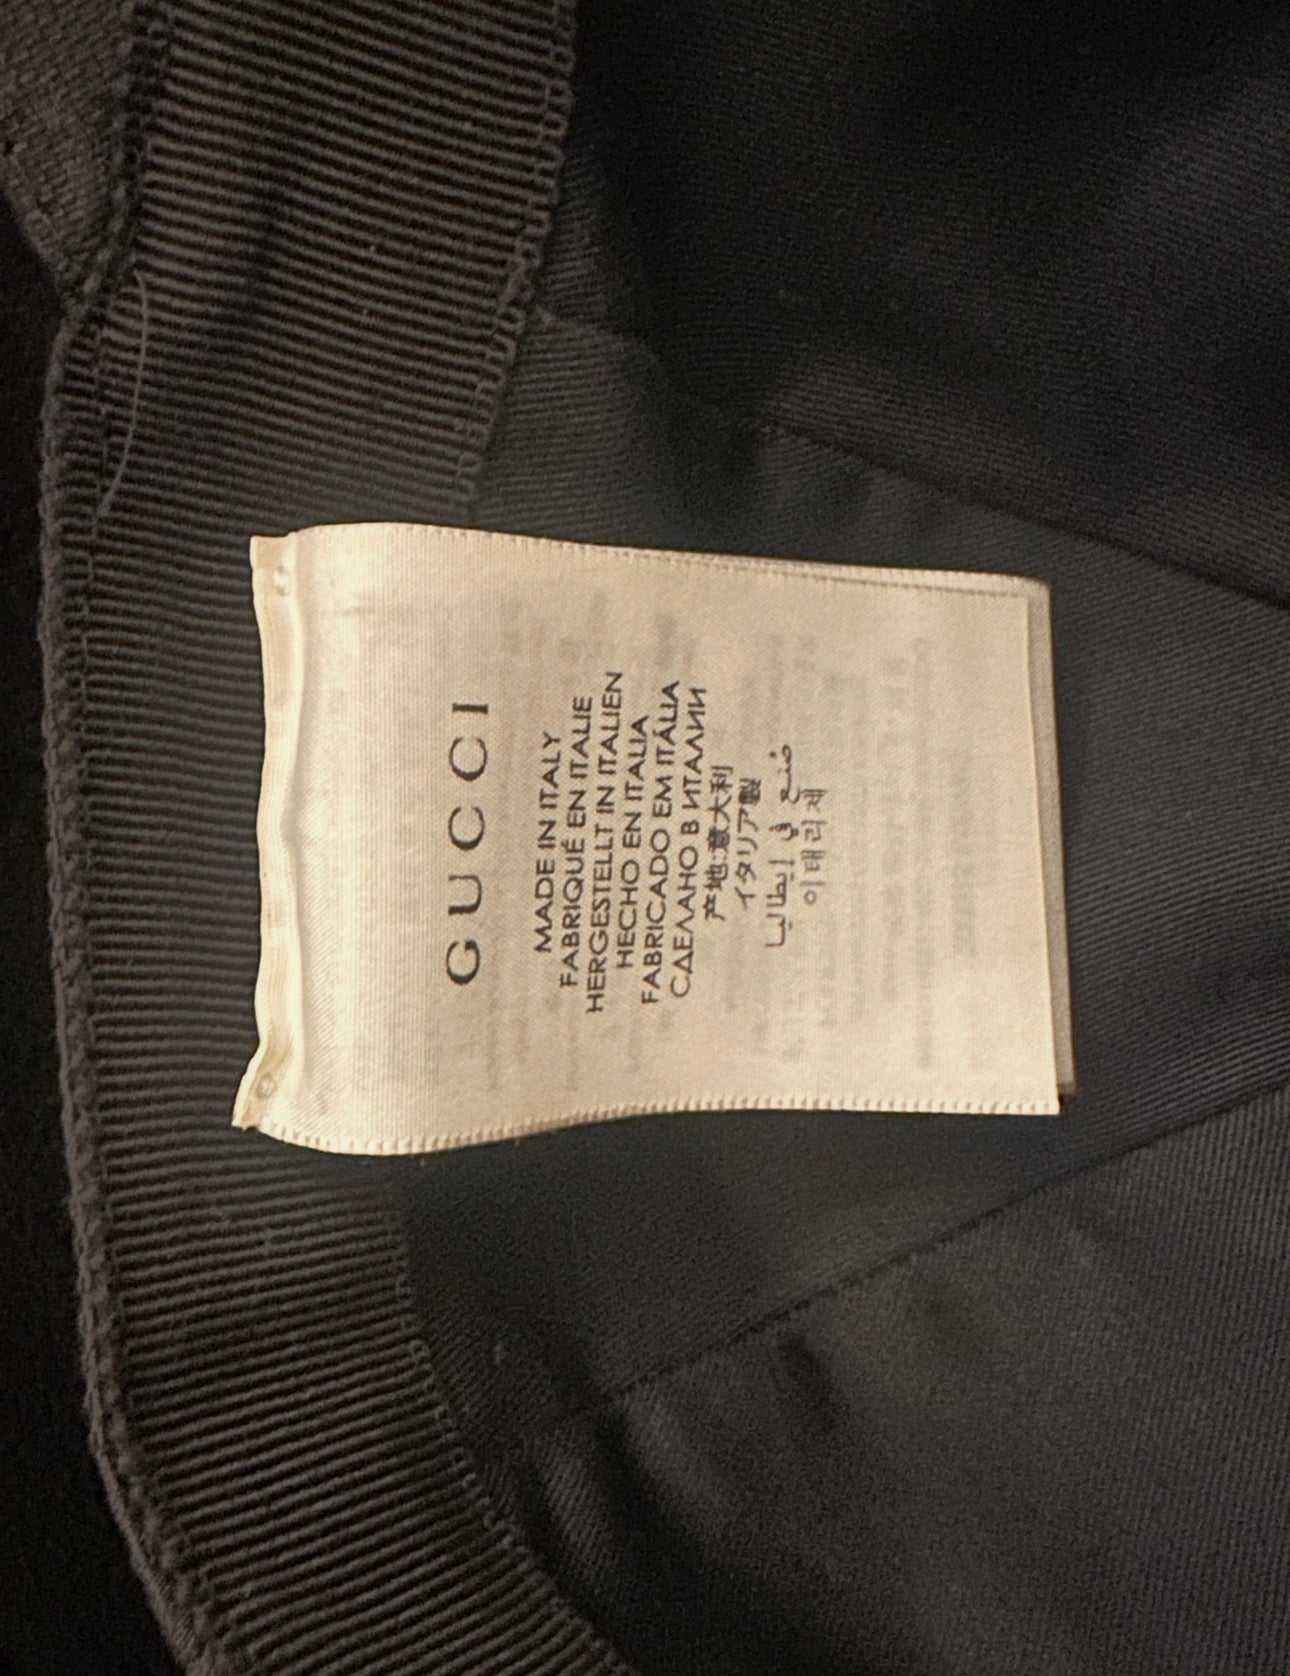 GUCCI
MADE IN ITALY
FABRIQUÉ EN ITALIE
HERGESTELLT IN ITALIEN
HECHO EN ITALIA
FABRICADO EM ITÁLIA
СДЕЛАНО В ИТАЛИИ
产地:意大利
イタリア製
صُنع في إيطاليا
이태리제